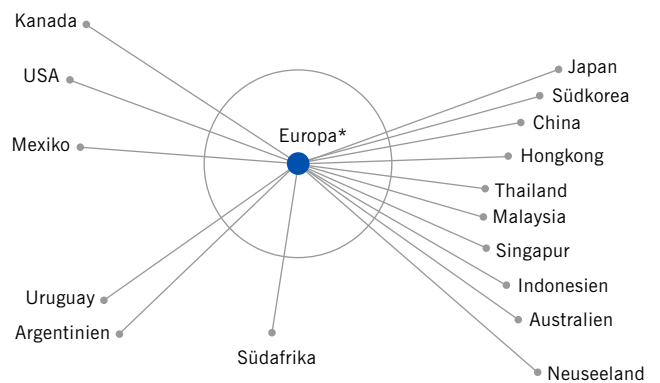 Kanada
USA
Mexiko
Uruguay
Argentinien
Südafrika
Europa*
Japan
Südkorea
China
Hongkong
Thailand
Malaysia
Singapur
Indonesien
Australien
Neuseeland